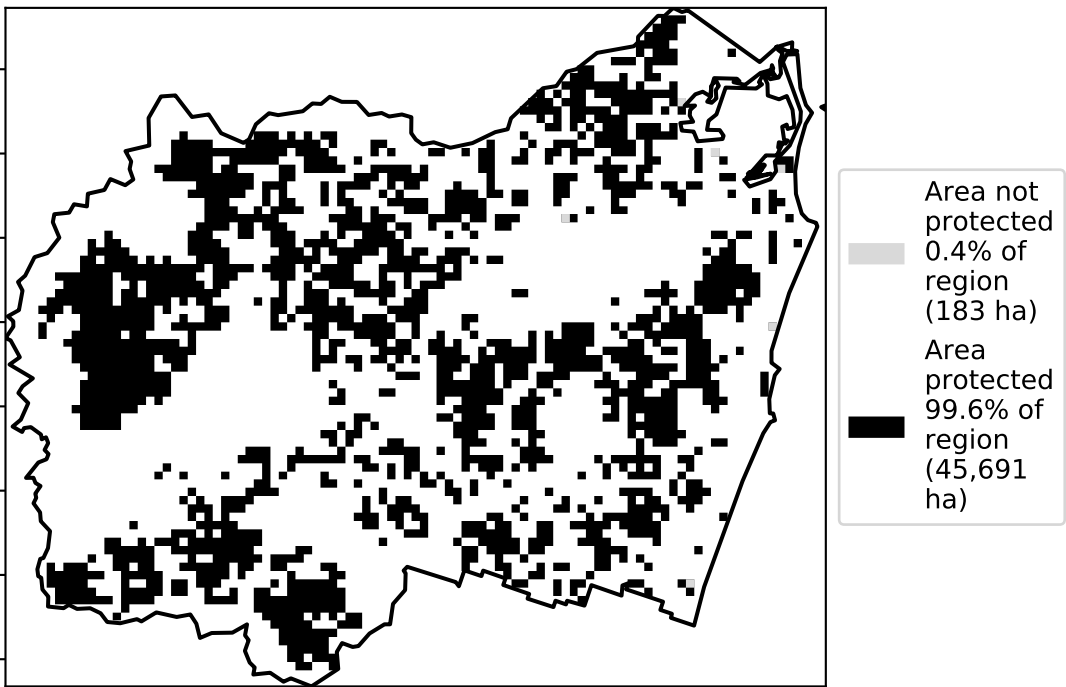 Area not
protected
0.4% of
region
(183 ha)
Area
protected
99.6% of
region
(45,691
ha)